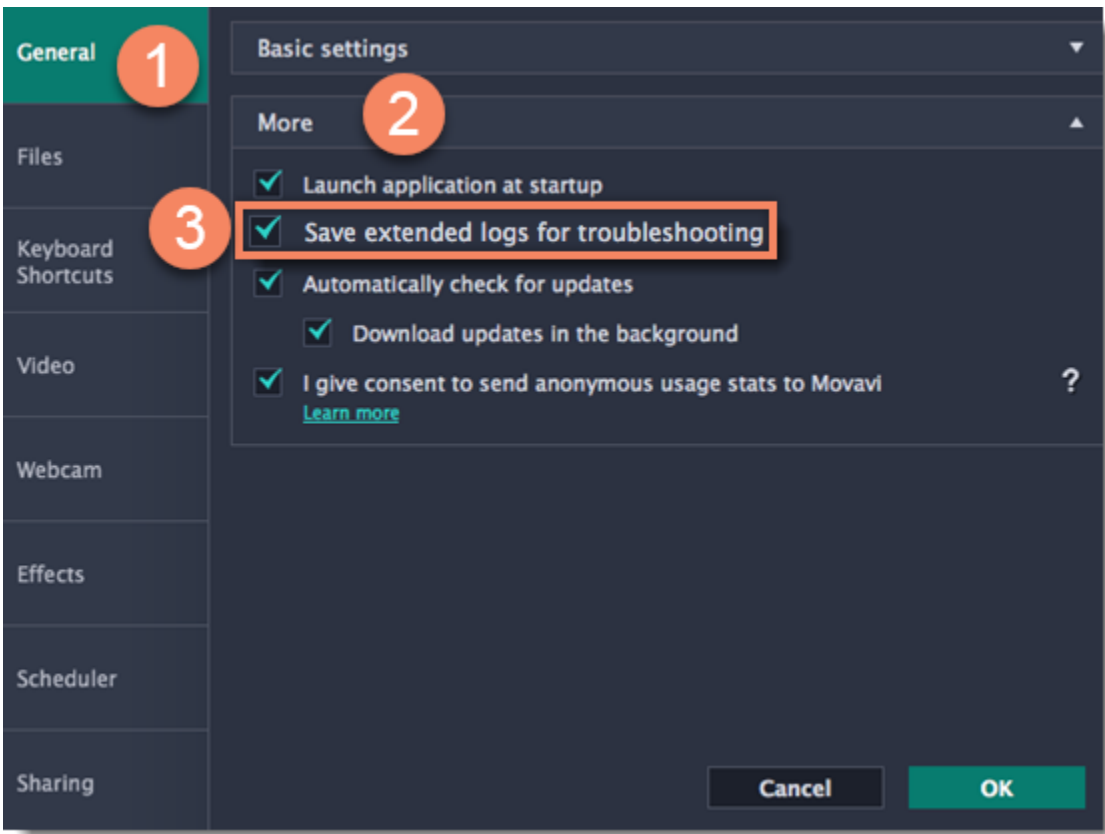 General
1
Files
Keyboard
Shortcuts
Video
Webcam
Effects
Scheduler
Sharing
Basic settings
More
2
Launch application at startup
3
Save extended logs for troubleshooting
Automatically check for updates
Download updates in the background
I give consent to send anonymous usage stats to Movavi
?
Learn more
Cancel
OK